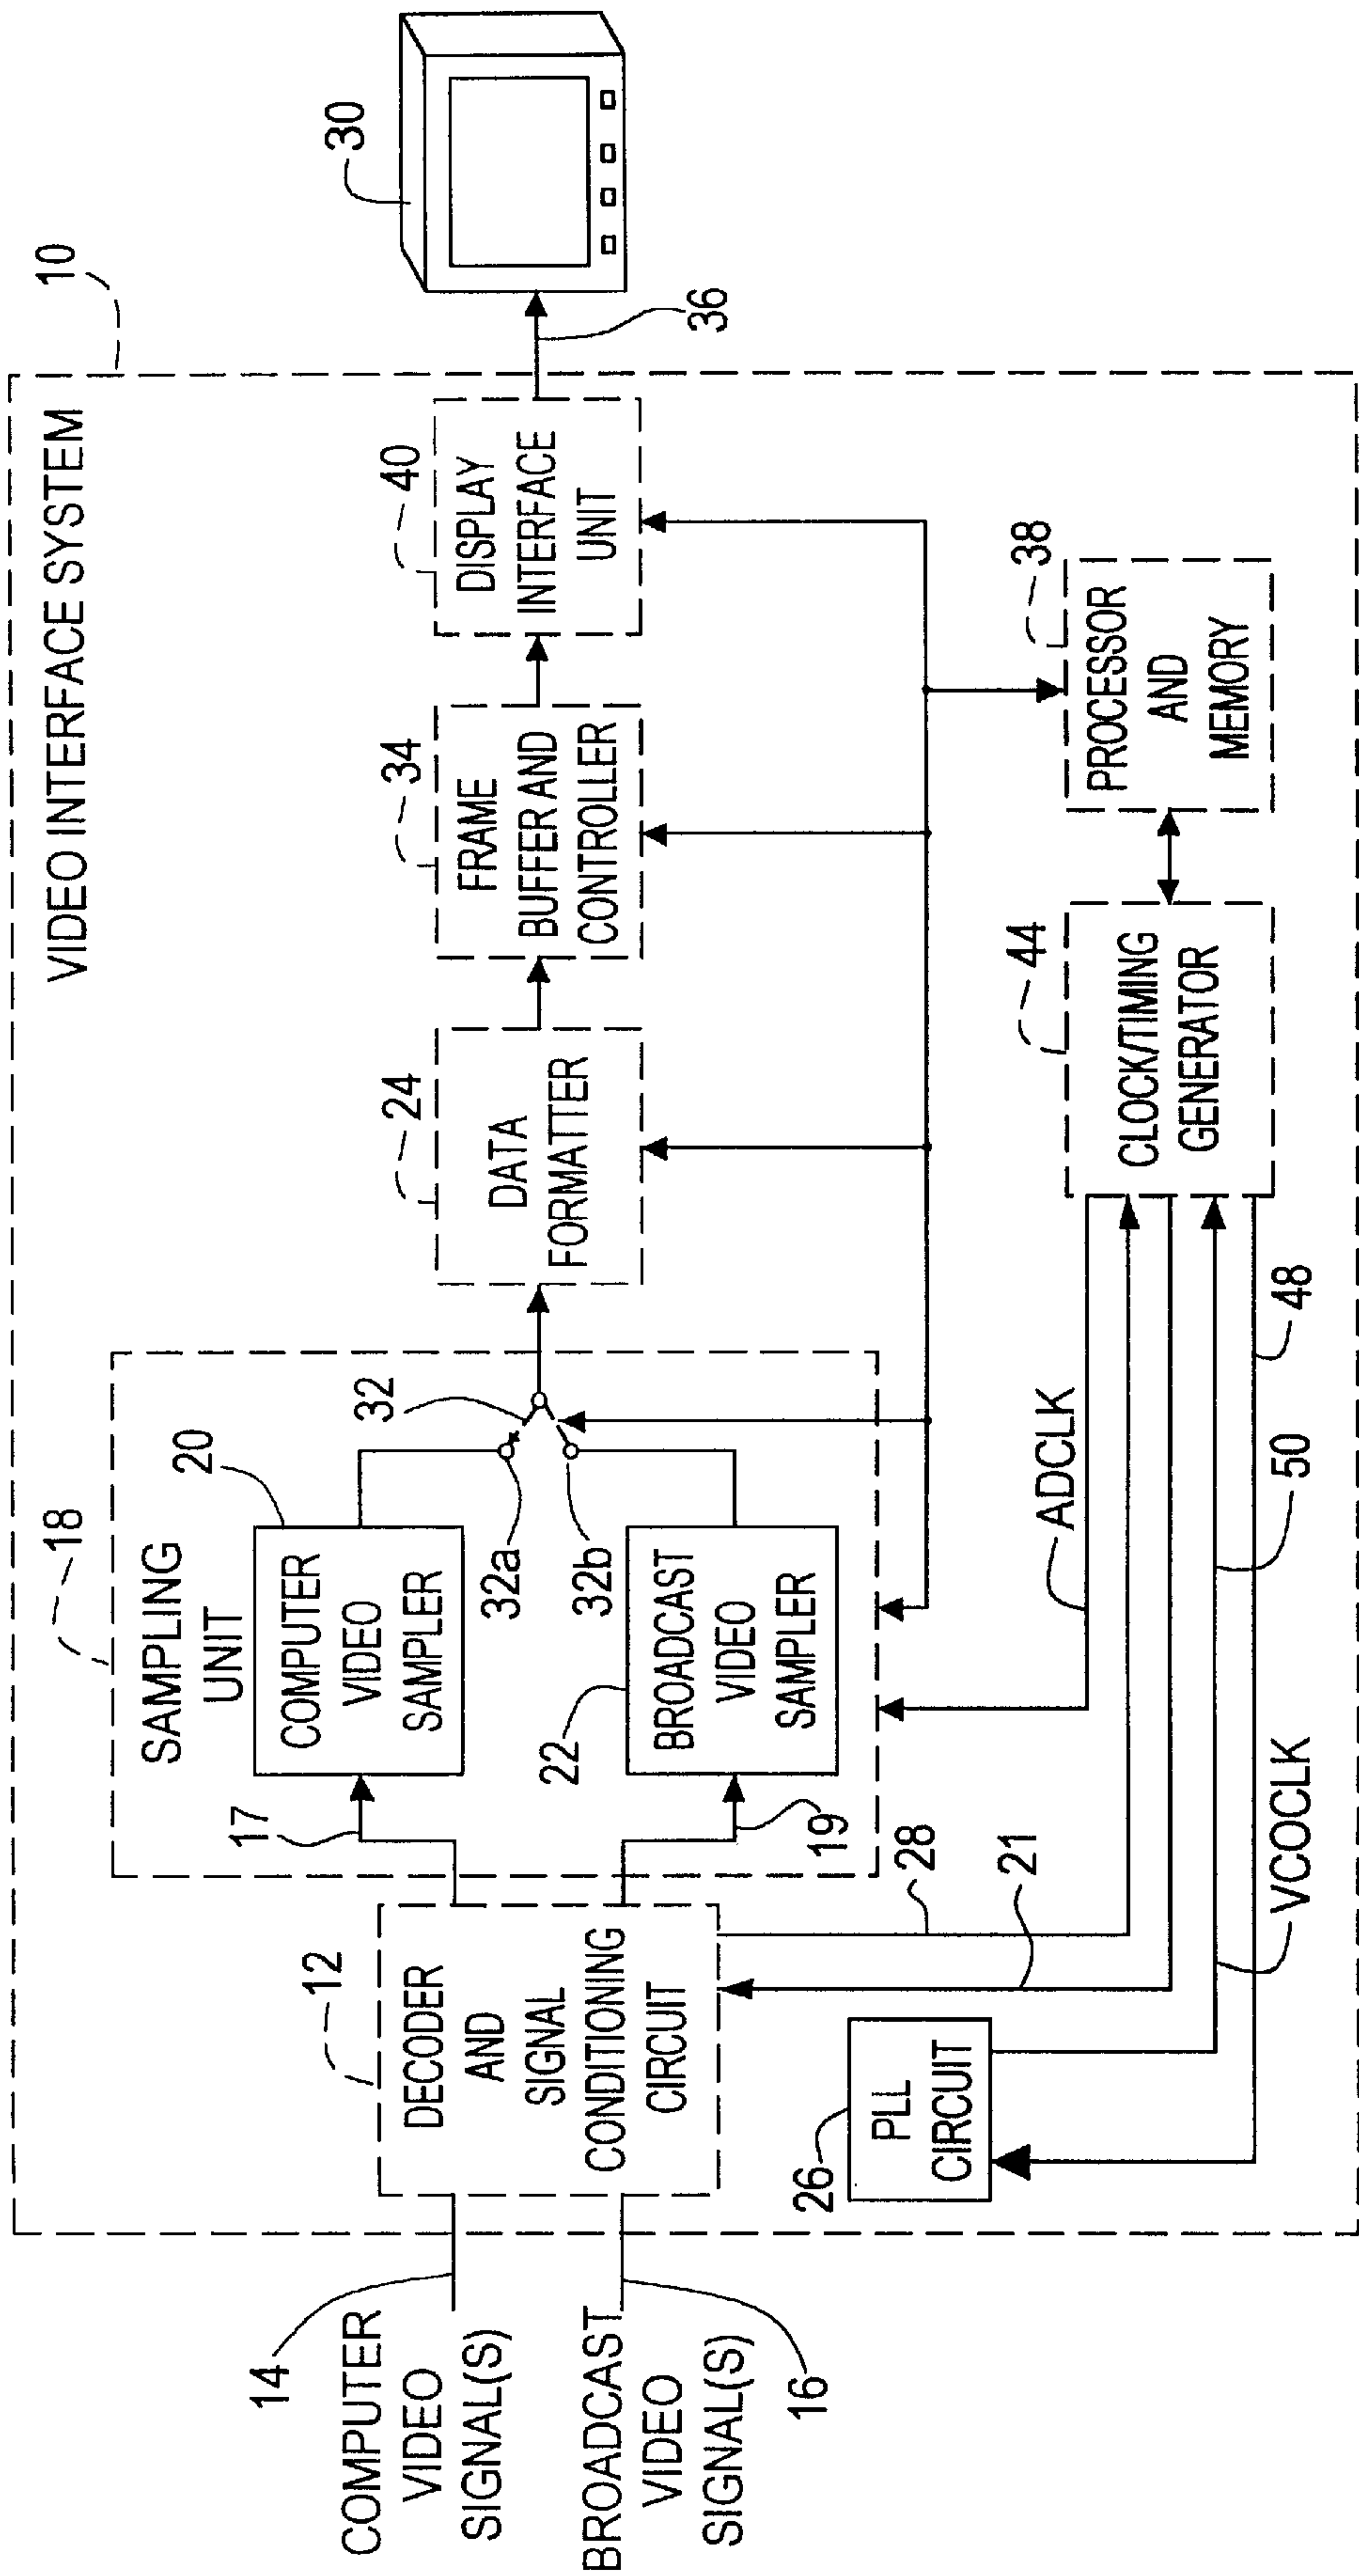 VIDEO INTERFACE SYSTEM
10
COMPUTER
VIDEO
SIGNAL(S)
14
BROADCAST
VIDEO
SIGNAL(S)
16
12
DECODER
AND
SIGNAL
CONDITIONING
CIRCUIT
18
SAMPLING
UNIT
17
20
COMPUTER
VIDEO
SAMPLER
19
22
BROADCAST
VIDEO
SAMPLER
32
32a
32b
24
DATA
FORMATTER
34
FRAME
BUFFER AND
CONTROLLER
40
DISPLAY
INTERFACE
UNIT
36
30
26
PLL
CIRCUIT
28
21
VCOCLK
ADCLK
50
48
44
CLOCK/TIMING
GENERATOR
38
PROCESSOR
AND
MEMORY